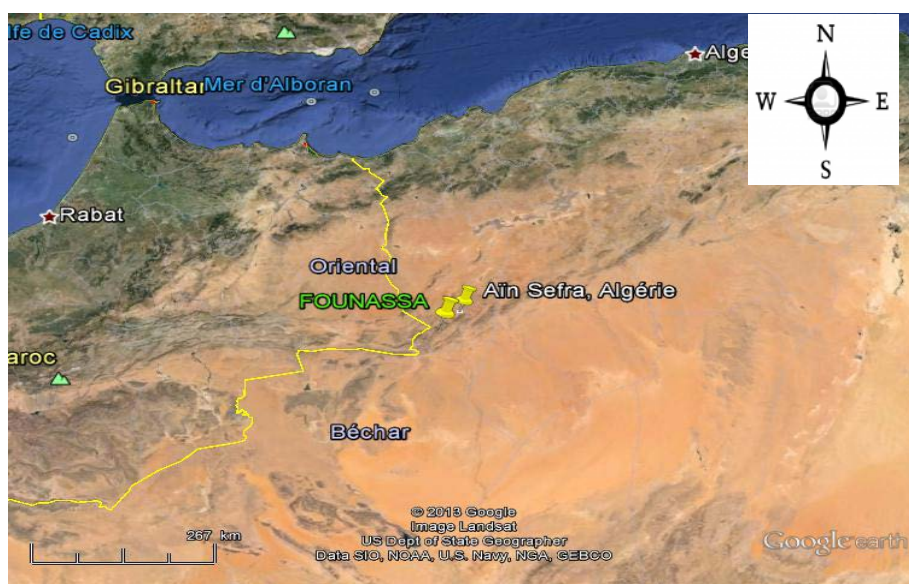 lfe de Cadix
Alge
N
Gibraltar Mer d'Alboran
W E
S
Rabat
Oriental
FOUNASSA
Aïn Sefra, Algérie
aroc
Béchar
© 2013 Google
Image Landsat
US Dept of State Geographer
Data SIO, NOAA, U.S. Navy, NGA, GEBCO
267 km
Google earth